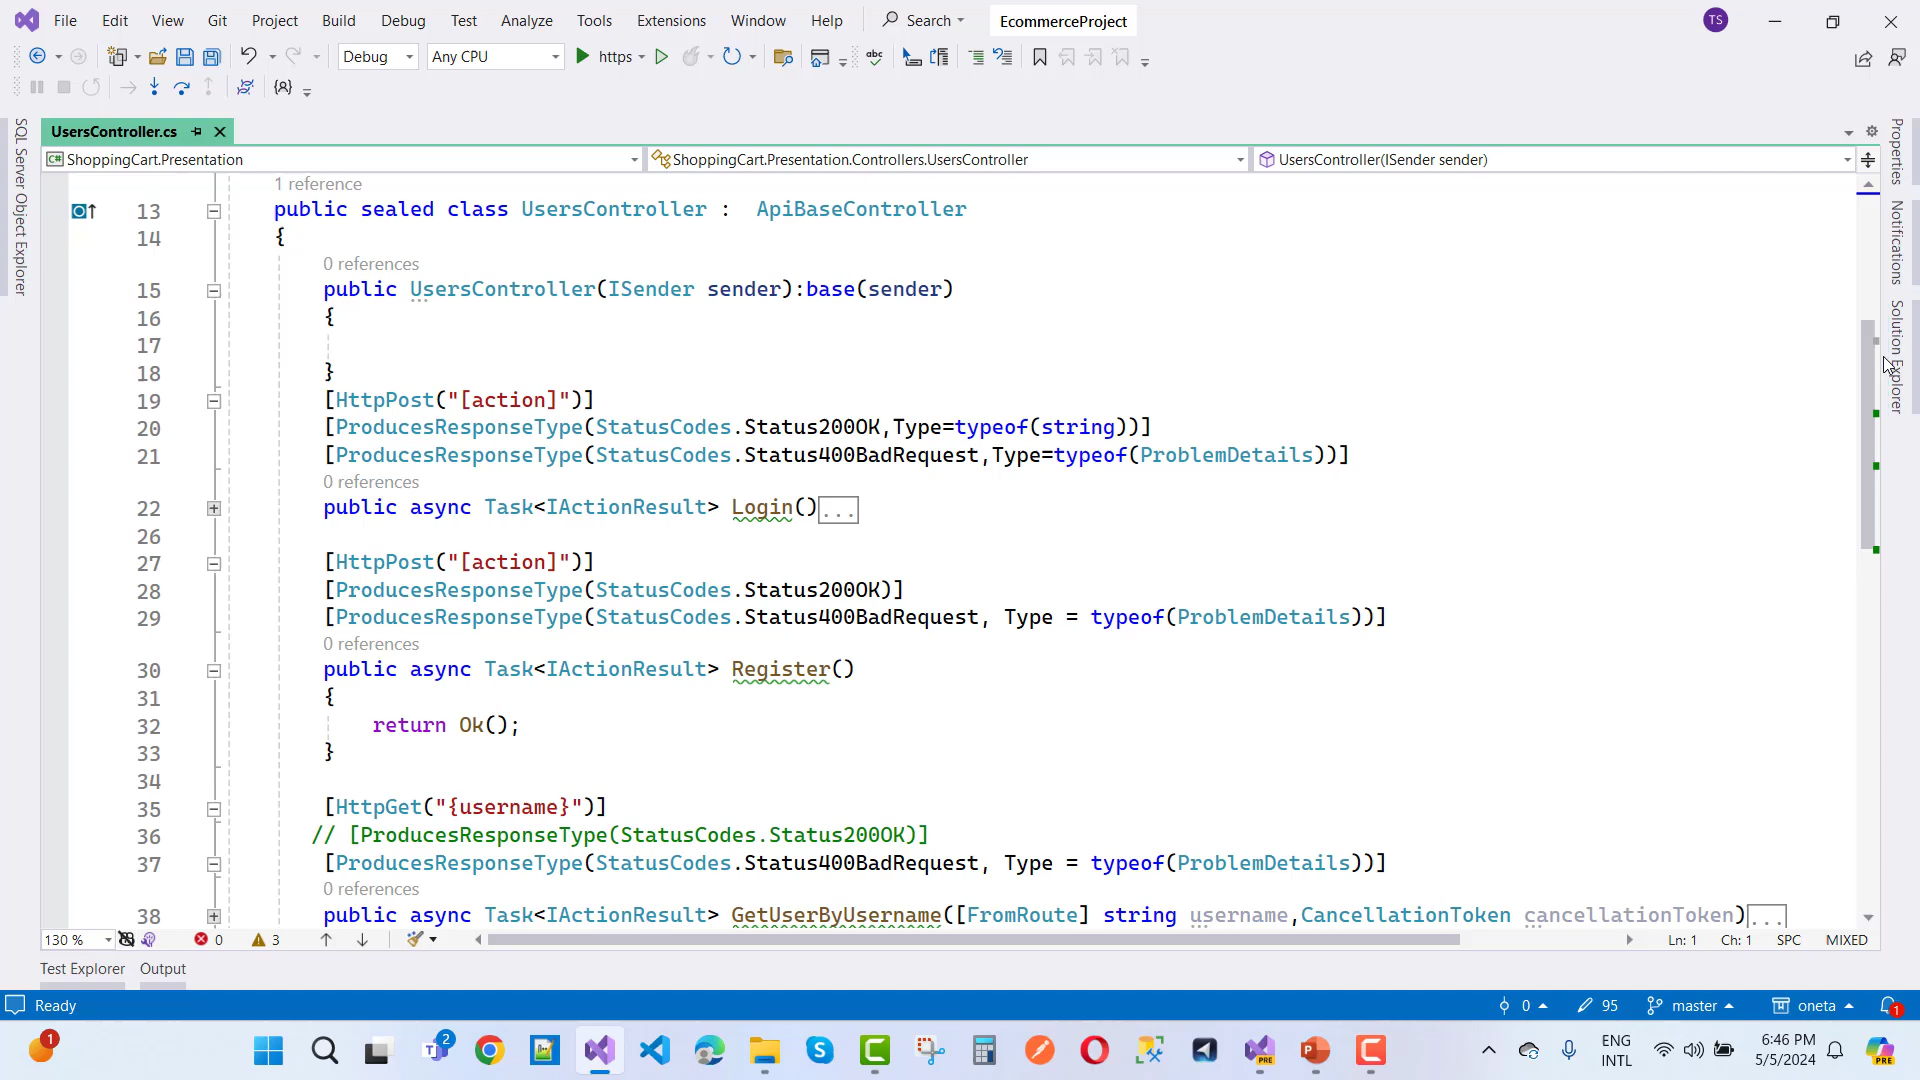 File Edit View Git Project Build Debug Test Analyze Tools Extensions Window Help Search EcommerceProject TS
Debug Any CPU https
UsersController.cs
ShoppingCart.Presentation ShoppingCart.Presentation.Controllers.UsersController UsersController(ISender sender)
SQL Server Object Explorer
Properties
Notifications
Solution Explorer
1 reference
13 public sealed class UsersController : ApiBaseController
14 {
0 references
15 public UsersController(ISender sender):base(sender)
16 {
17
18 }
19 [HttpPost("[action]")]
20 [ProducesResponseType(StatusCodes.Status200OK,Type=typeof(string))]
21 [ProducesResponseType(StatusCodes.Status400BadRequest,Type=typeof(ProblemDetails))]
0 references
22 public async Task<IActionResult> Login()...
26
27 [HttpPost("[action]")]
28 [ProducesResponseType(StatusCodes.Status200OK)]
29 [ProducesResponseType(StatusCodes.Status400BadRequest, Type = typeof(ProblemDetails))]
0 references
30 public async Task<IActionResult> Register()
31 {
32 return Ok();
33 }
34
35 [HttpGet("{username}")]
36 // [ProducesResponseType(StatusCodes.Status200OK)]
37 [ProducesResponseType(StatusCodes.Status400BadRequest, Type = typeof(ProblemDetails))]
0 references
38 public async Task<IActionResult> GetUserByUsername([FromRoute] string username,CancellationToken cancellationToken)...
130 % 0 3 Ln: 1 Ch: 1 SPC MIXED
Test Explorer Output
Ready 0 95 master oneta 1
1 2 PRE ENG 6:46 PM PRE
INTL 5/5/2024